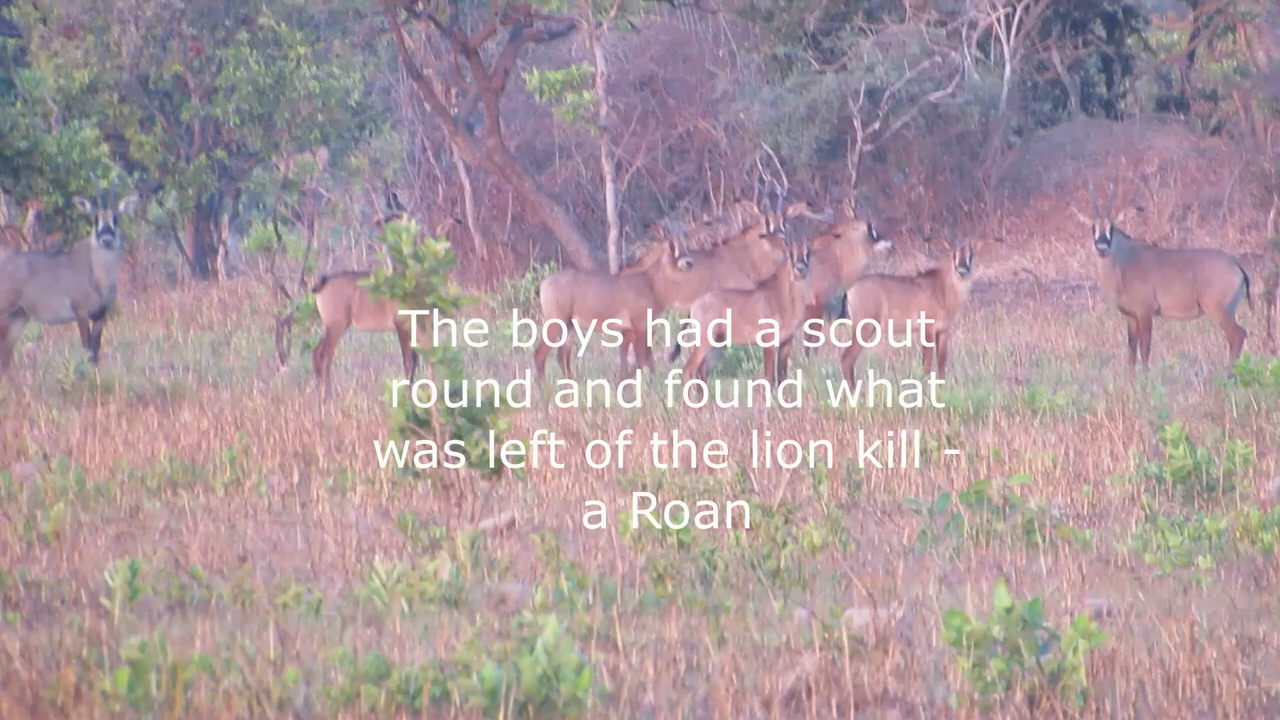 The boys had a scout
round and found what
was left of the lion kill -
a Roan